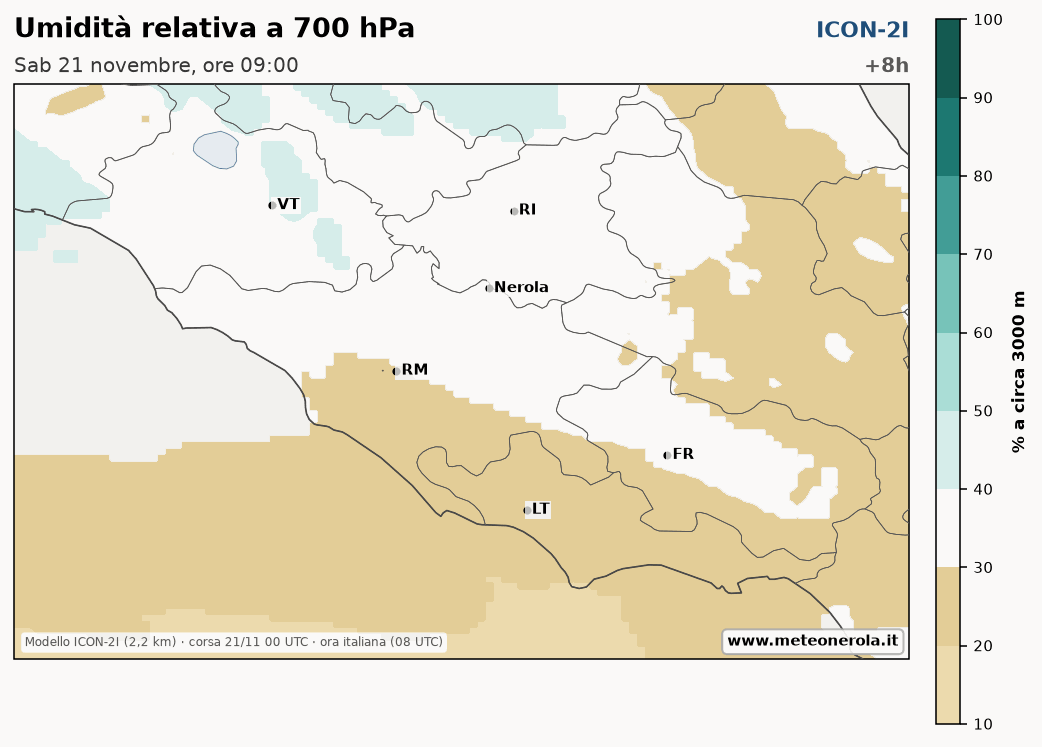 Umidità relativa a 700 hPa
ICON-2I
Sab 21 novembre, ore 09:00
+8h
100
90
80
70
60
50
40
30
20
10
% a circa 3000 m
VT
RI
Nerola
RM
FR
LT
Modello ICON-2I (2,2 km) · corsa 21/11 00 UTC · ora italiana (08 UTC)
www.meteonerola.it